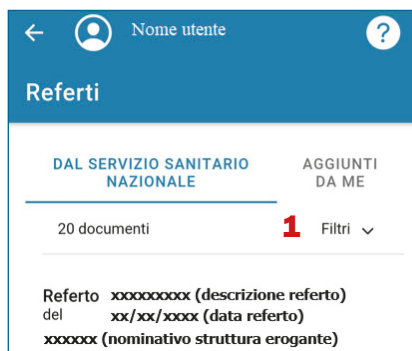 Nome utente ?
Referti
DAL SERVIZIO SANITARIO NAZIONALE
AGGIUNTI DA ME
20 documenti 1 Filtri
Referto xxxxxxxxx (descrizione referto)
del xx/xx/xxxx (data referto)
xxxxxx (nominativo struttura erogante)